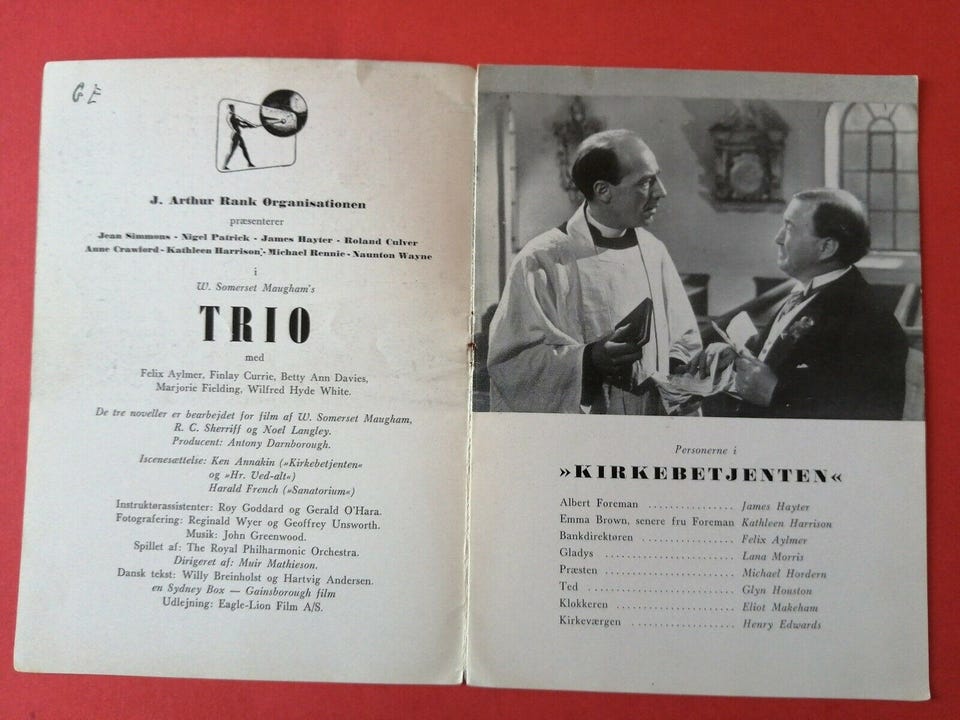 GE
J. Arthur Rank Organisationen
præsenterer
Jean Simmons - Nigel Patrick - James Hayter - Roland Culver
Anne Crawford - Kathleen Harrison - Michael Rennie - Naunton Wayne
i
W. Somerset Maugham's
TRIO
med
Felix Aylmer, Finlay Currie, Betty Ann Davies,
Marjorie Fielding, Wilfred Hyde White.
De tre noveller er bearbejdet for film af W. Somerset Maugham,
R. C. Sherriff og Noel Langley.
Producent: Antony Darnborough.
Iscenesættelse: Ken Annakin (»Kirkebetjenten«
og »Hr. Ved-alt«)
Harald French (»Sanatorium«)
Instruktørassistenter: Roy Goddard og Gerald O'Hara.
Fotografering: Reginald Wyer og Geoffrey Unsworth.
Musik: John Greenwood.
Spillet af: The Royal Philharmonic Orchestra.
Dirigeret af: Muir Mathieson.
Dansk tekst: Willy Breinholst og Hartvig Andersen.
en Sydney Box — Gainsborough film
Udlejning: Eagle-Lion Film A/S.
Personerne i
»KIRKEBETJENTEN«
Albert Foreman ................ James Hayter
Emma Brown, senere fru Foreman Kathleen Harrison
Bankdirektøren ................. Felix Aylmer
Gladys ........................ Lana Morris
Præsten ........................ Michael Hordern
Ted ........................... Glyn Houston
Klokkeren ...................... Eliot Makeham
Kirkeværgen ................... Henry Edwards